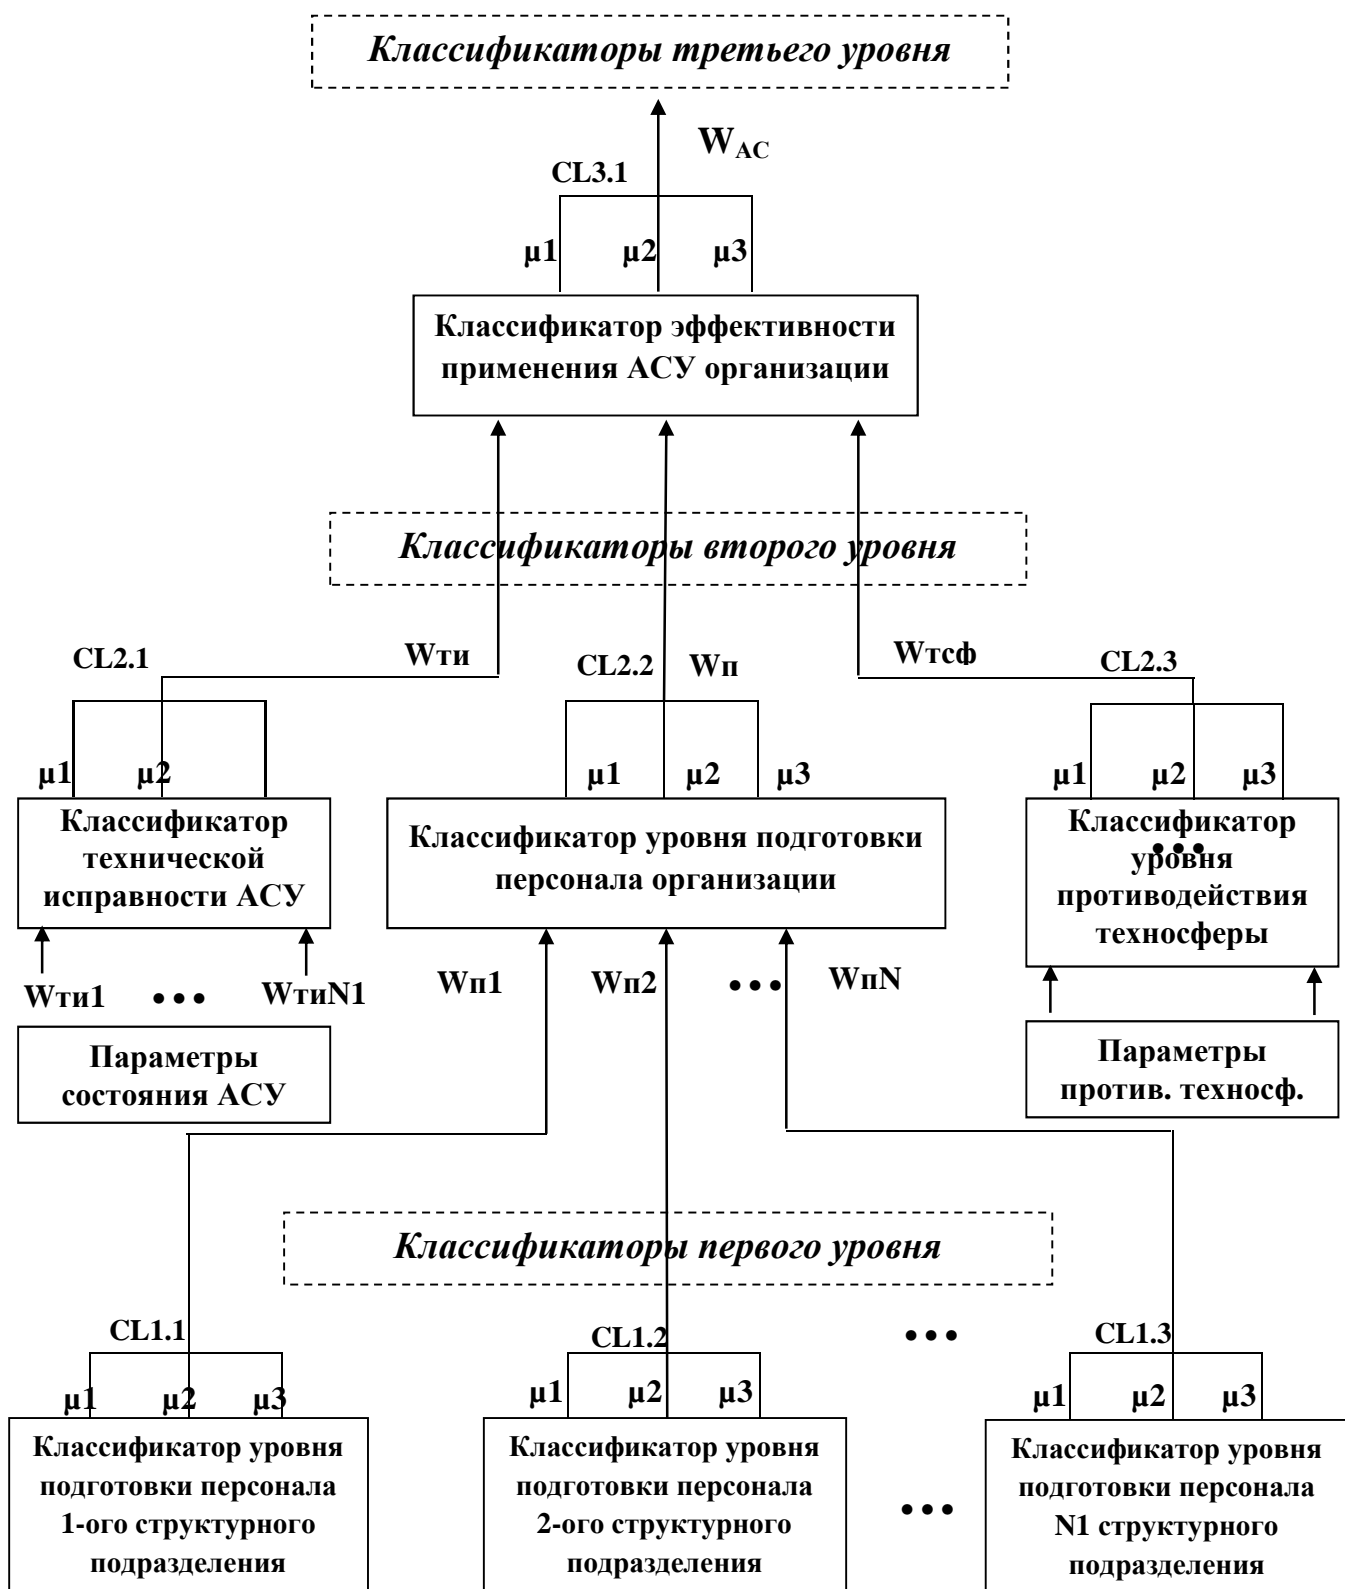 Классификаторы третьего уровня
W_АС
CL3.1
µ1 µ2 µ3
Классификатор эффективности
применения АСУ организации
Классификаторы второго уровня
Wти
Wп
Wтсф
CL2.1
CL2.2
CL2.3
µ1 µ2
µ1 µ2 µ3
µ1 µ2 µ3
Классификатор
технической
исправности АСУ
Классификатор уровня подготовки
персонала организации
Классификатор
уровня
противодействия
техносферы
•••
Wти1 ••• WтиN1
Wп1 Wп2 ••• WпN
Параметры
состояния АСУ
Параметры
против. техносф.
Классификаторы первого уровня
CL1.1
CL1.2
•••
CL1.3
µ1 µ2 µ3
µ1 µ2 µ3
µ1 µ2 µ3
Классификатор уровня
подготовки персонала
1-ого структурного
подразделения
Классификатор уровня
подготовки персонала
2-ого структурного
подразделения
•••
Классификатор уровня
подготовки персонала
N1 структурного
подразделения